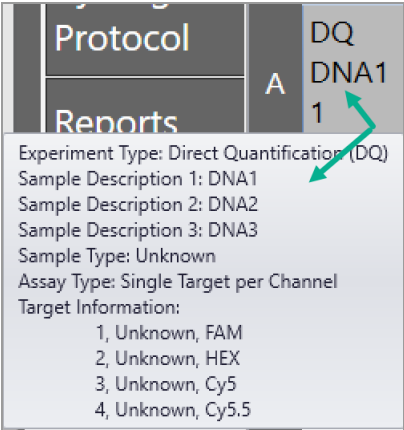 Protocol
Reports
A
DQ
DNA1
1
Experiment Type: Direct Quantification (DQ)
Sample Description 1: DNA1
Sample Description 2: DNA2
Sample Description 3: DNA3
Sample Type: Unknown
Assay Type: Single Target per Channel
Target Information:
1, Unknown, FAM
2, Unknown, HEX
3, Unknown, Cy5
4, Unknown, Cy5.5